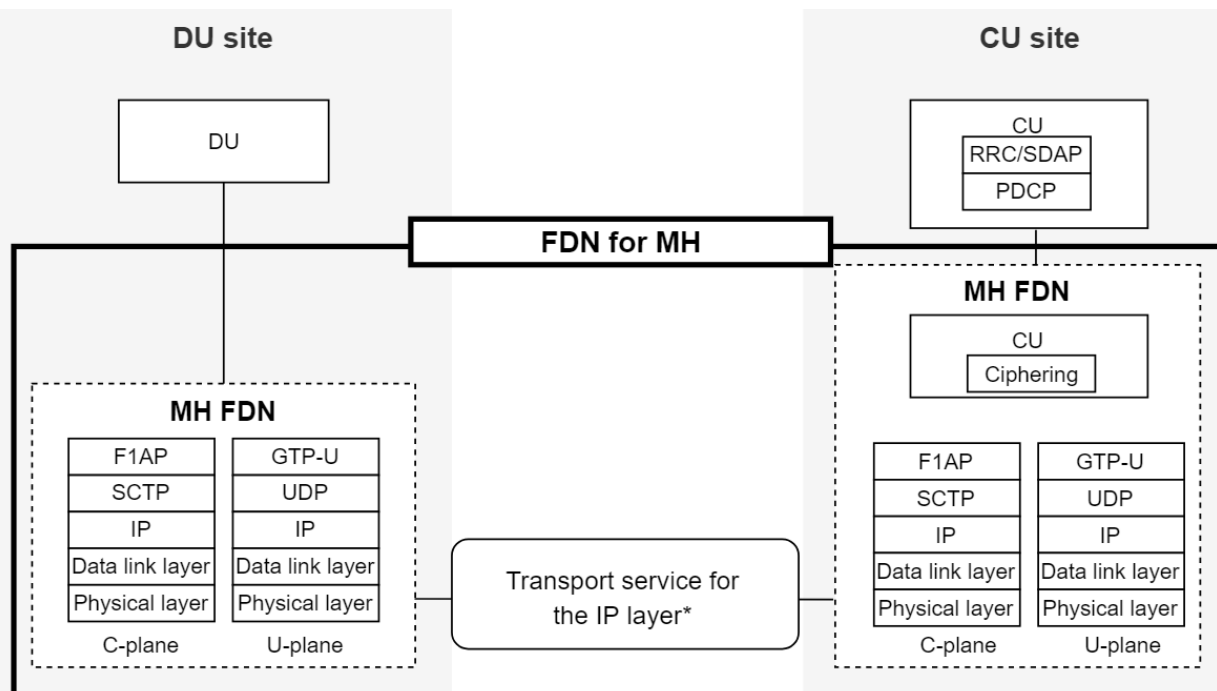 DU site
CU site
DU
CU
RRC/SDAP
PDCP
FDN for MH
MH FDN
CU
Ciphering
MH FDN
F1AP
GTP-U
SCTP
UDP
IP
IP
Data link layer
Data link layer
Physical layer
Physical layer
C-plane
U-plane
Transport service for
the IP layer*
F1AP
GTP-U
SCTP
UDP
IP
IP
Data link layer
Data link layer
Physical layer
Physical layer
C-plane
U-plane